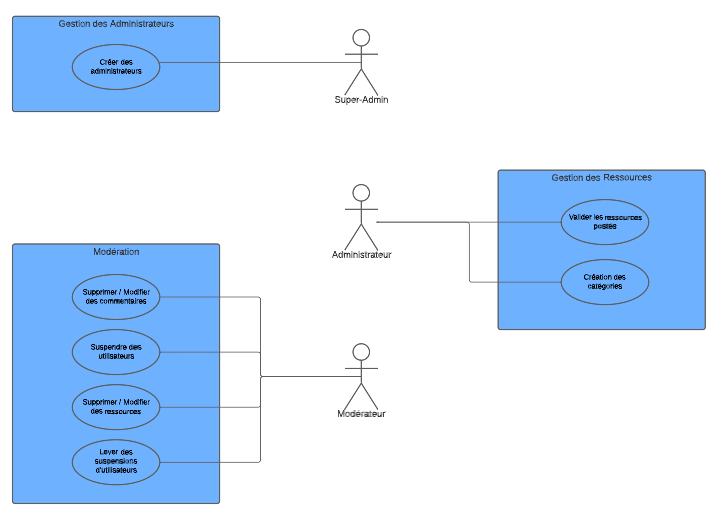 Gestion des Administrateurs
Créer des
administrateurs
Super-Admin
Gestion des Ressources
Valider les ressources
postés
Création des
catégories
Administrateur
Modération
Supprimer / Modifier
des commentaires
Suspendre des
utilisateurs
Supprimer / Modifier
des ressources
Lever des
suspensions
d'utilisateurs
Modérateur